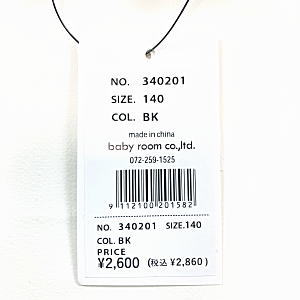 NO. 340201
SIZE. 140
COL. BK
made in china
baby room co.,ltd.
072-259-1525
9112100201582
NO. 340201 SIZE.140
COL. BK
PRICE
¥2,600 (税込 ¥2,860)